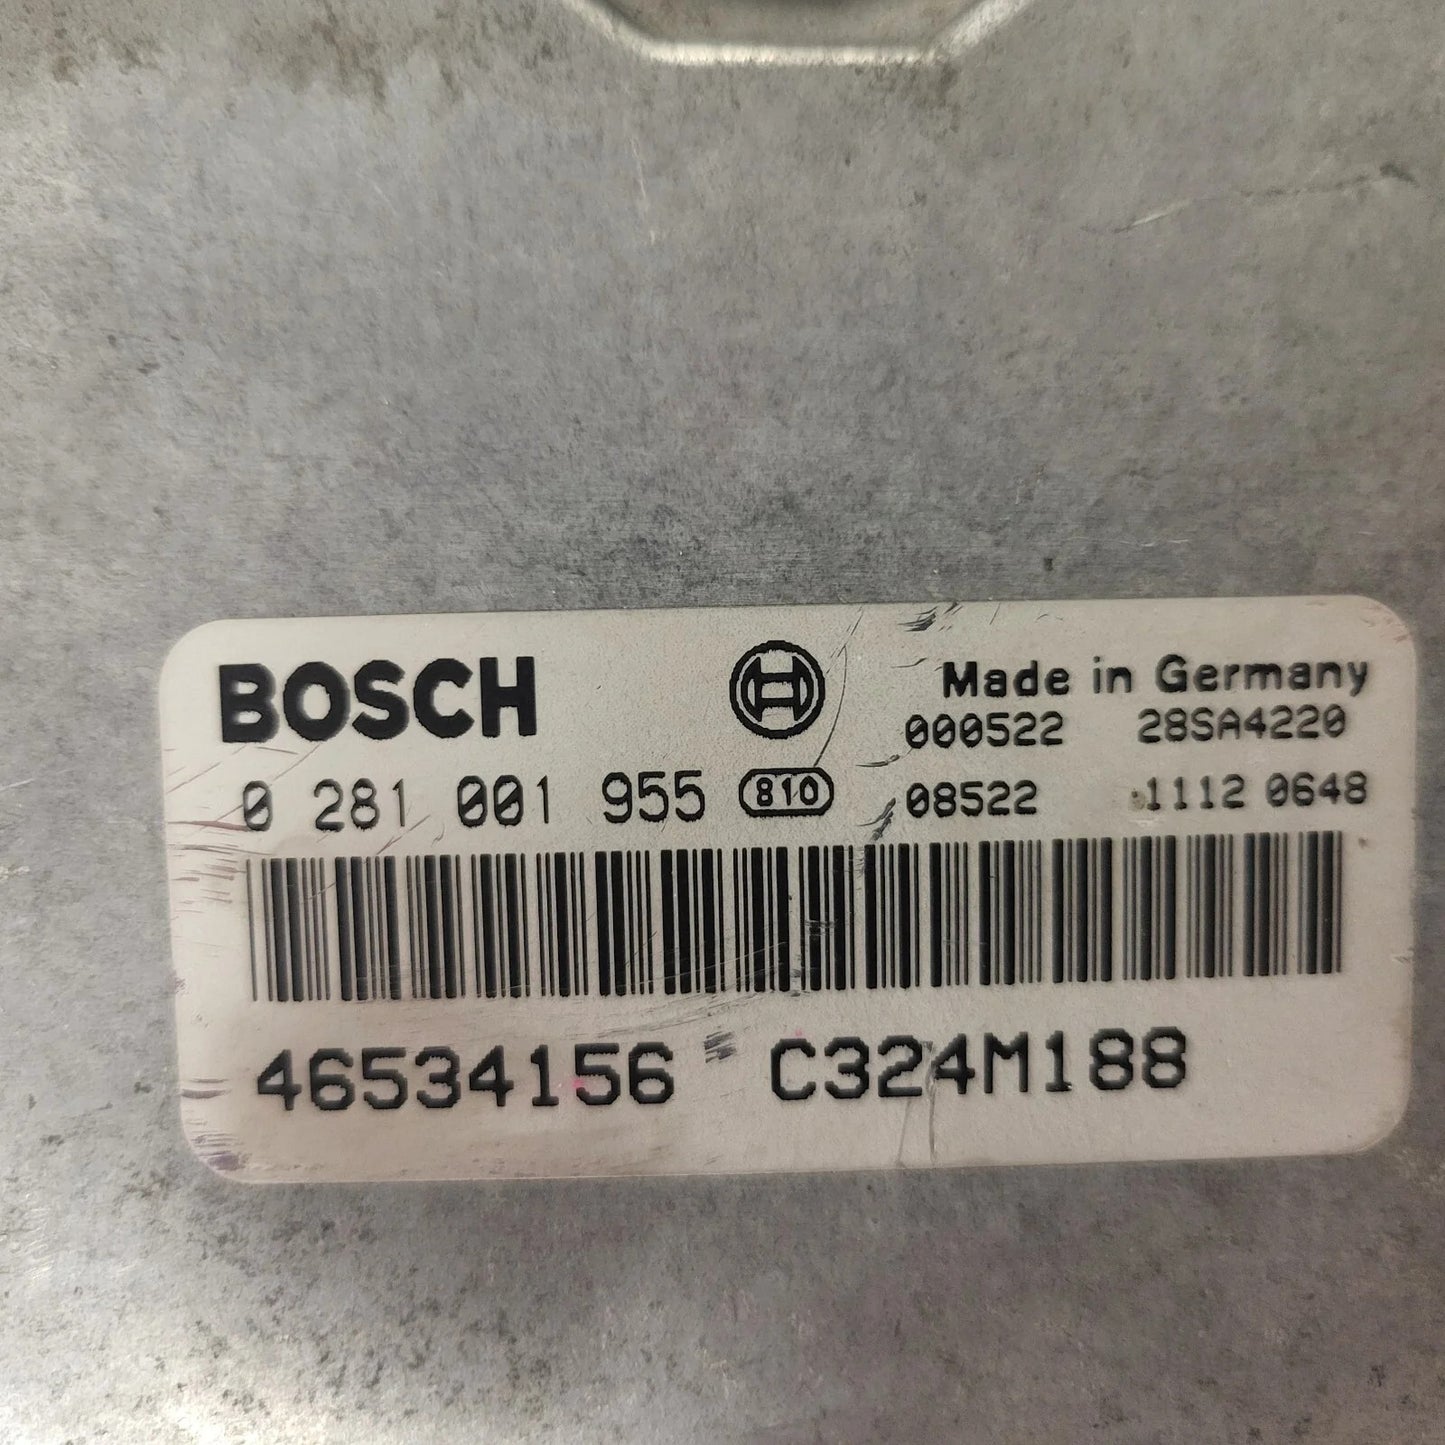 BOSCH
Made in Germany
000522 28SA4220
0 281 001 955 810 08522 1112 0648
46534156 C324M188